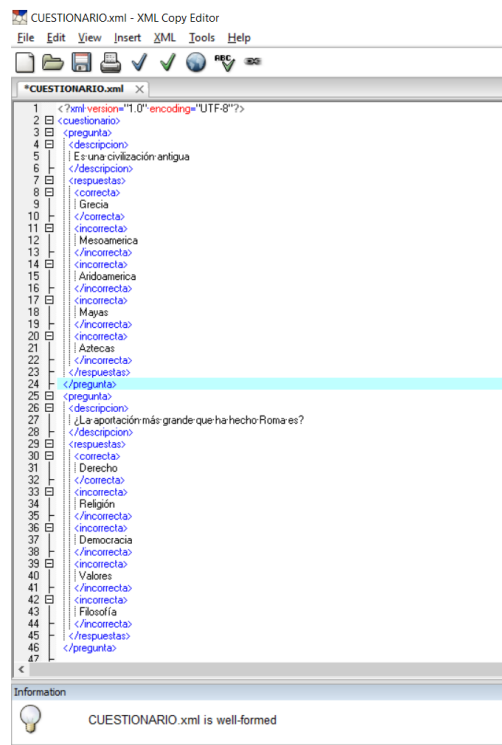 CUESTIONARIO.xml - XML Copy Editor
File Edit View Insert XML Tools Help
ABC
*CUESTIONARIO.xml
1 <?xml version="1.0" encoding="UTF-8"?>
2 <cuestionario>
3 <pregunta>
4 <descripcion>
5 Es una civilización antigua
6 </descripcion>
7 <respuestas>
8 <correcta>
9 Grecia
10 </correcta>
11 <incorrecta>
12 Mesoamerica
13 </incorrecta>
14 <incorrecta>
15 Aridoamerica
16 </incorrecta>
17 <incorrecta>
18 Mayas
19 </incorrecta>
20 <incorrecta>
21 Aztecas
22 </incorrecta>
23 </respuestas>
24 </pregunta>
25 <pregunta>
26 <descripcion>
27 ¿La aportación más grande que ha hecho Roma es?
28 </descripcion>
29 <respuestas>
30 <correcta>
31 Derecho
32 </correcta>
33 <incorrecta>
34 Religión
35 </incorrecta>
36 <incorrecta>
37 Democracia
38 </incorrecta>
39 <incorrecta>
40 Valores
41 </incorrecta>
42 <incorrecta>
43 Filosofía
44 </incorrecta>
45 </respuestas>
46 </pregunta>
47
Information
CUESTIONARIO.xml is well-formed